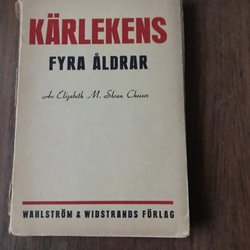 KÄRLEKENS
FYRA ÅLDRAR
Av Elizabeth M. Sloan Chesser
WAHLSTRÖM & WIDSTRANDS FÖRLAG